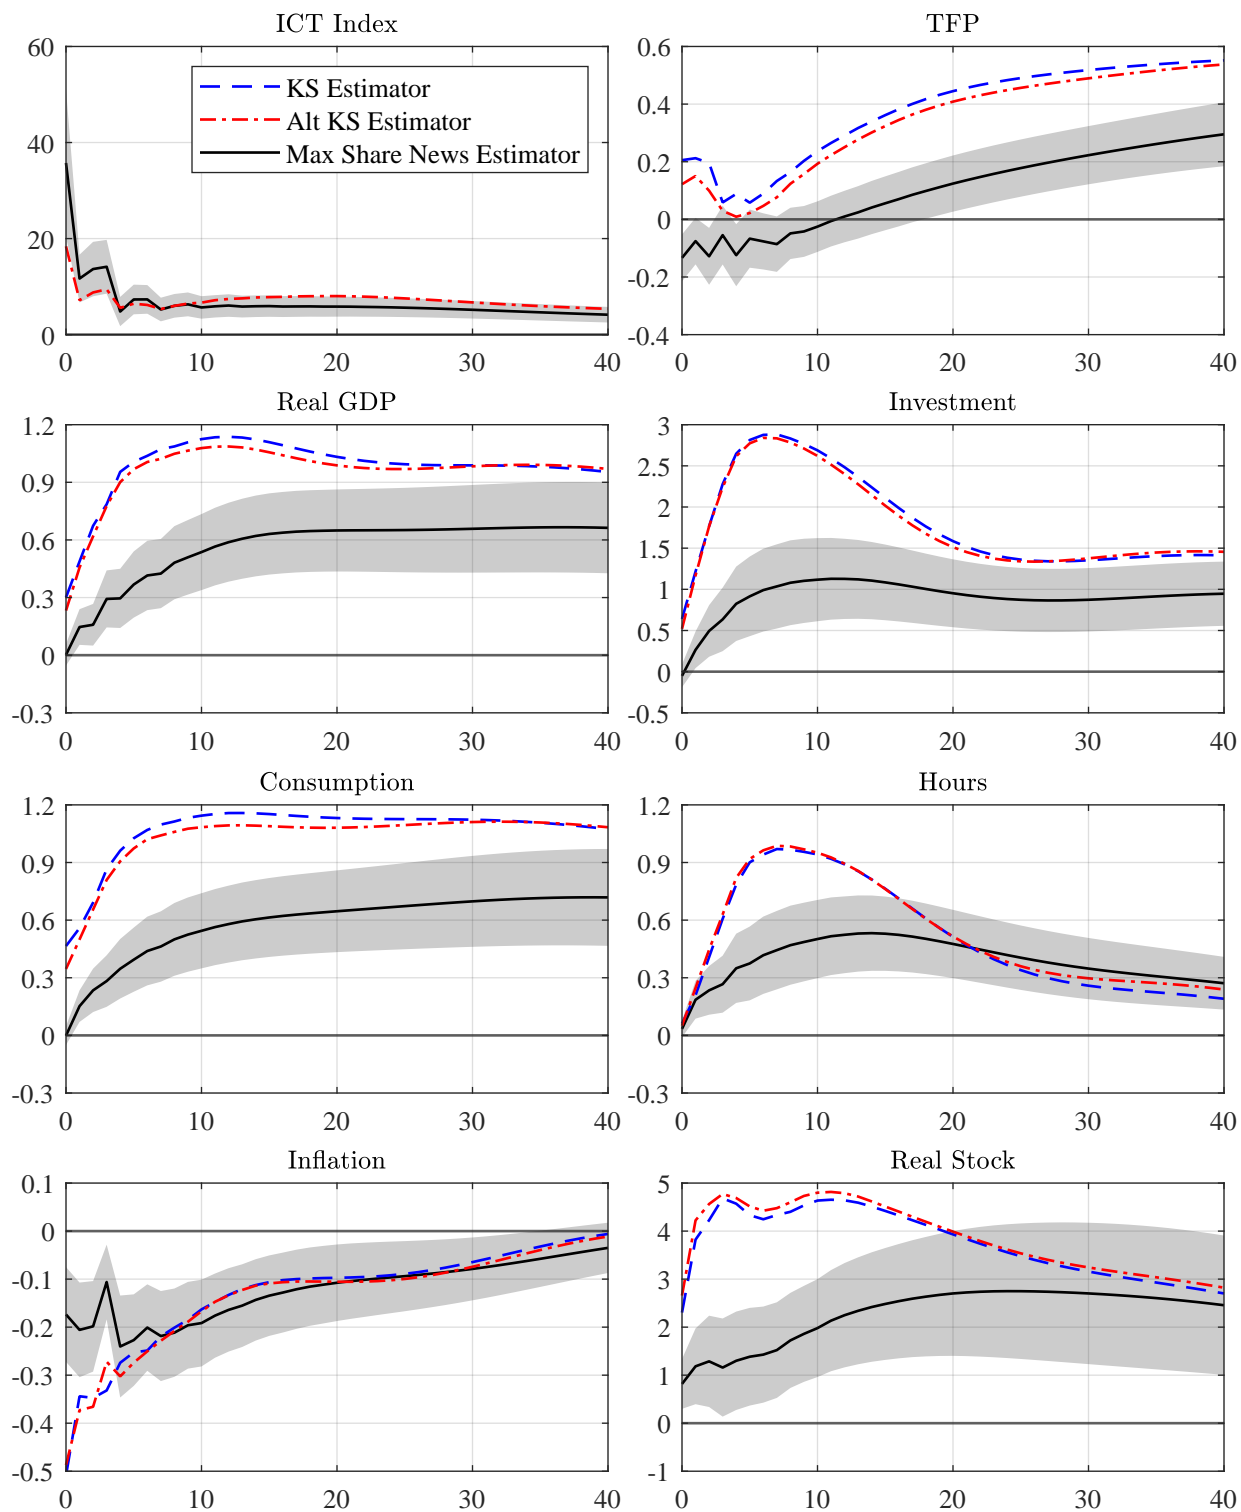 ICT Index
TFP
60
40
20
0
KS Estimator
Alt KS Estimator
Max Share News Estimator
0 10 20 30 40
0.6
0.4
0.2
0
-0.2
-0.4
0 10 20 30 40
Real GDP
Investment
1.2
0.9
0.6
0.3
0
-0.3
0 10 20 30 40
3
2.5
2
1.5
1
0.5
0
-0.5
0 10 20 30 40
Consumption
Hours
1.2
0.9
0.6
0.3
0
-0.3
0 10 20 30 40
1.2
0.9
0.6
0.3
0
-0.3
0 10 20 30 40
Inflation
Real Stock
0.1
0
-0.1
-0.2
-0.3
-0.4
-0.5
0 10 20 30 40
5
4
3
2
1
0
-1
0 10 20 30 40